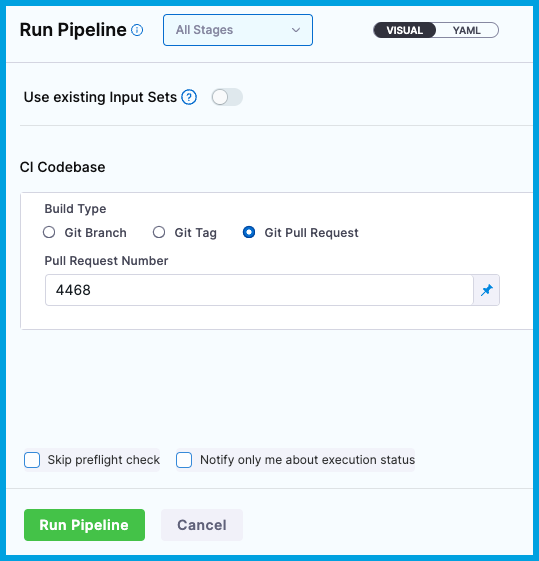 Run Pipeline
All Stages
VISUAL YAML
Use existing Input Sets
CI Codebase
Build Type
Git Branch Git Tag Git Pull Request
Pull Request Number
4468
Skip preflight check Notify only me about execution status
Run Pipeline Cancel